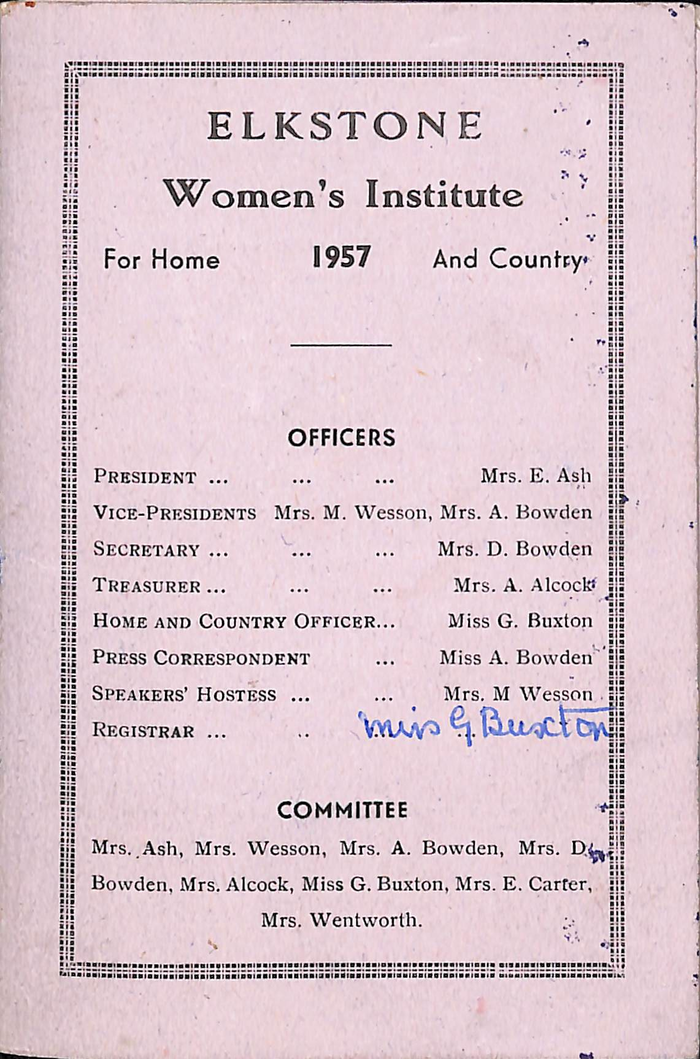 ELKSTONE
Women's Institute
For Home 1957 And Country
OFFICERS
PRESIDENT ... ... ... Mrs. E. Ash
VICE-PRESIDENTS Mrs. M. Wesson, Mrs. A. Bowden
SECRETARY ... ... ... Mrs. D. Bowden
TREASURER ... ... ... Mrs. A. Alcock
HOME AND COUNTRY OFFICER... Miss G. Buxton
PRESS CORRESPONDENT ... Miss A. Bowden
SPEAKERS' HOSTESS ... ... Mrs. M Wesson
REGISTRAR ... .. Miss G Buxton
COMMITTEE
Mrs. Ash, Mrs. Wesson, Mrs. A. Bowden, Mrs. D.
Bowden, Mrs. Alcock, Miss G. Buxton, Mrs. E. Carter,
Mrs. Wentworth.